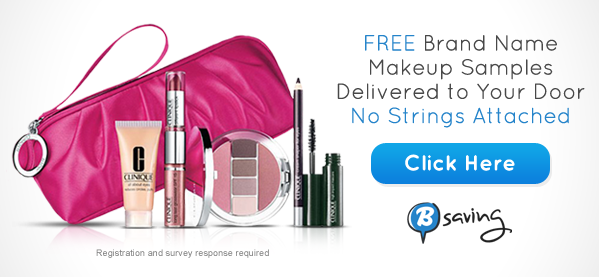 FREE Brand Name
Makeup Samples
Delivered to Your Door
No Strings Attached
Click Here
B saving
C
CLINIQUE
CLINIQUE
CLINIQUE
Registration and survey response required